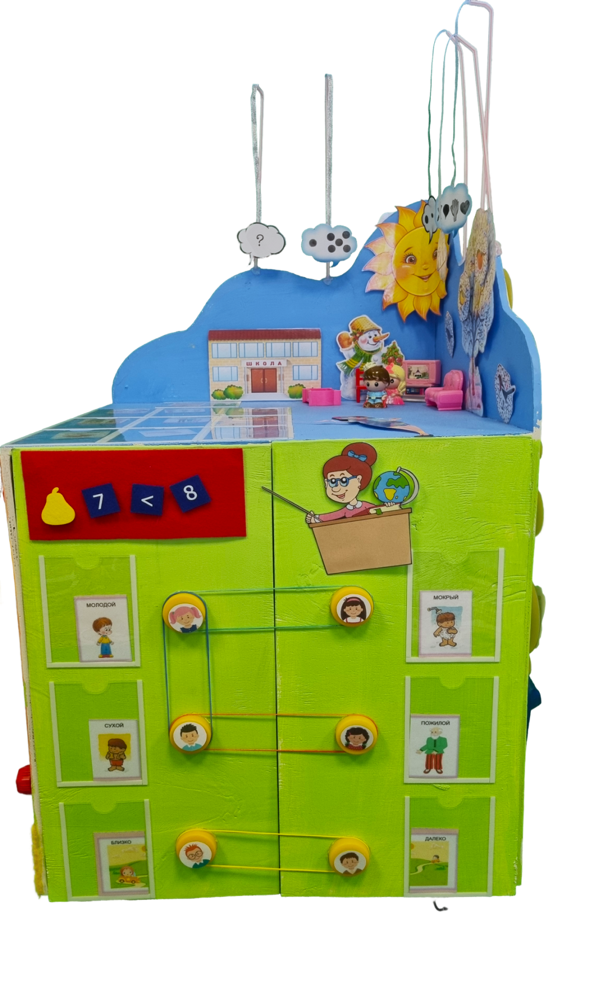 ?
ШКОЛА
7 < 8
МОЛОДОЙ
МОКРЫЙ
СУХОЙ
ПОЖИЛОЙ
БЛИЗКО
ДАЛЕКО